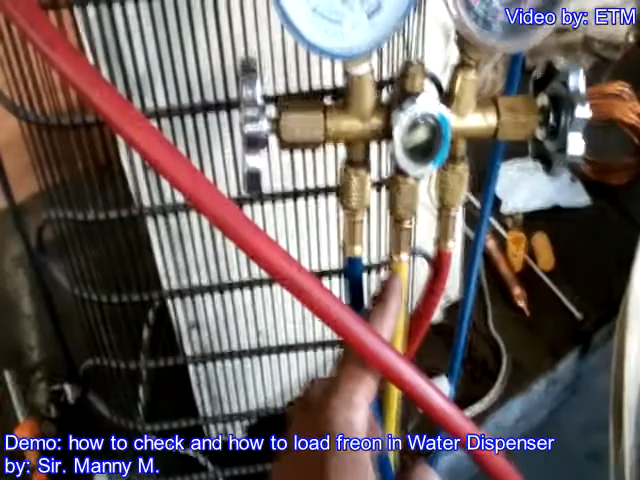 Video by: ETM
Demo: how to check and how to load freon in Water Dispenser
by: Sir. Manny M.